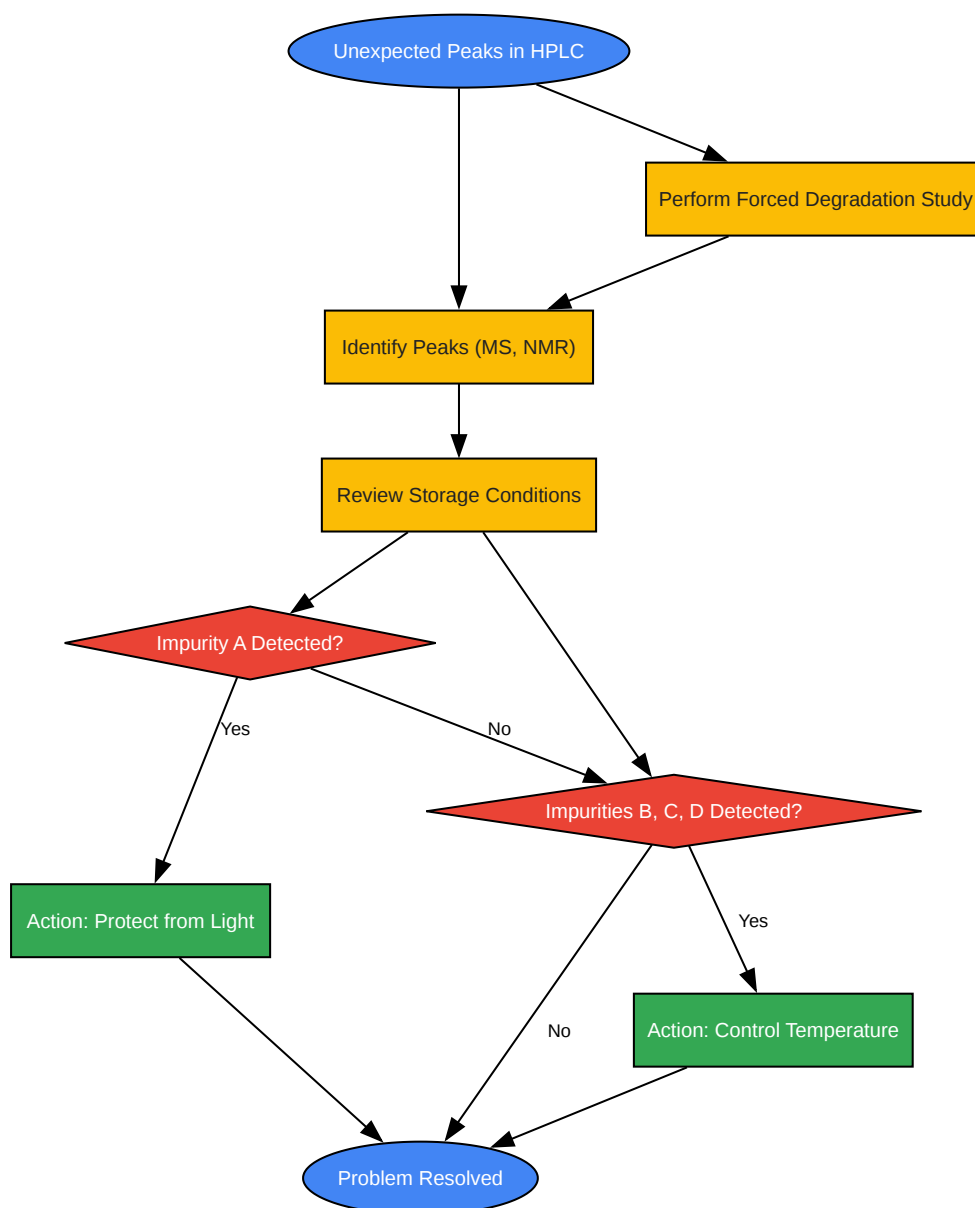 Unexpected Peaks in HPLC
Perform Forced Degradation Study
Identify Peaks (MS, NMR)
Review Storage Conditions
Impurity A Detected?
Yes
No
Impurities B, C, D Detected?
Action: Protect from Light
Yes
No
Action: Control Temperature
Problem Resolved